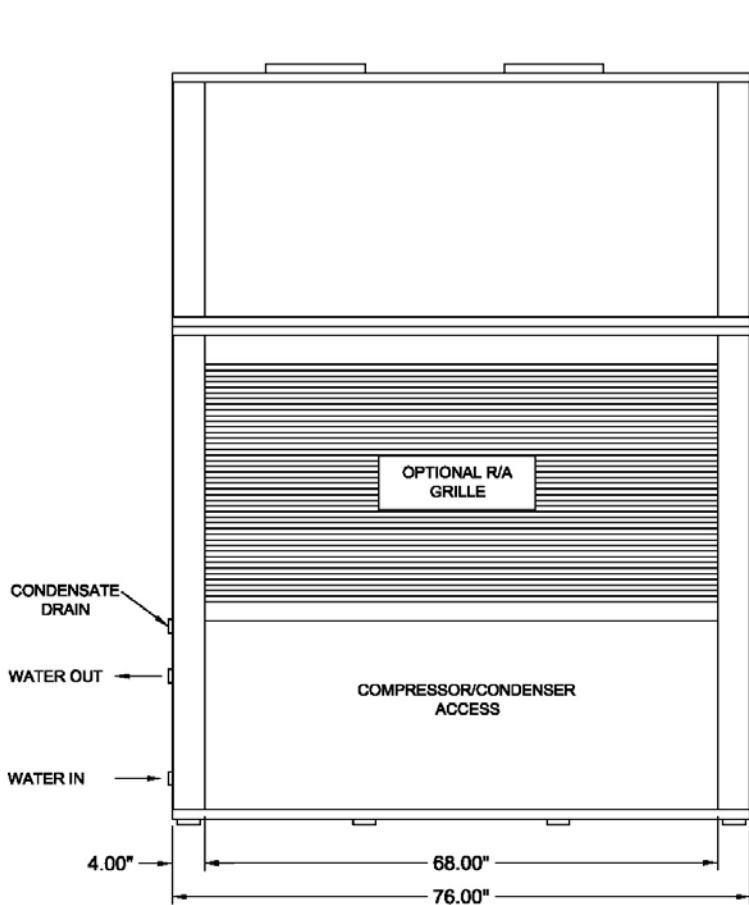 OPTIONAL R/A
GRILLE
CONDENSATE
DRAIN
WATER OUT
COMPRESSOR/CONDENSER
ACCESS
WATER IN
4.00"
68.00"
76.00"